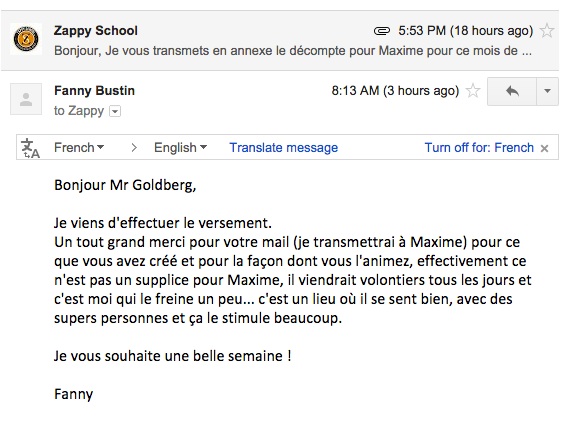 Zappy School
5:53 PM (18 hours ago)
Bonjour, Je vous transmets en annexe le décompte pour Maxime pour ce mois de ...
Fanny Bustin
8:13 AM (3 hours ago)
to Zappy
French
English
Translate message
Turn off for: French
Bonjour Mr Goldberg,
Je viens d'effectuer le versement.
Un tout grand merci pour votre mail (je transmettrai à Maxime) pour ce
que vous avez créé et pour la façon dont vous l'animez, effectivement ce
n'est pas un supplice pour Maxime, il viendrait volontiers tous les jours et
c'est moi qui le freine un peu... c'est un lieu où il se sent bien, avec des
supers personnes et ça le stimule beaucoup.
Je vous souhaite une belle semaine !
Fanny